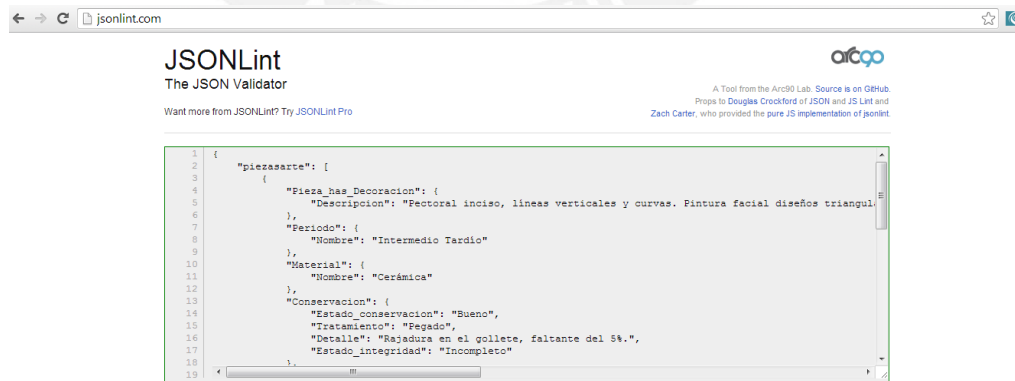 jsonlint.com
JSONLint
The JSON Validator
Want more from JSONLint? Try JSONLint Pro
arc90
A Tool from the Arc90 Lab. Source is on GitHub.
Props to Douglas Crockford of JSON and JS Lint and
Zach Carter, who provided the pure JS implementation of jsonlint.
1 {
2 "piezasarte": [
3 {
4 "Pieza_has_Decoracion": {
5 "Descripcion": "Pectoral inciso, líneas verticales y curvas. Pintura facial diseños triangul
6 },
7 "Periodo": {
8 "Nombre": "Intermedio Tardío"
9 },
10 "Material": {
11 "Nombre": "Cerámica"
12 },
13 "Conservacion": {
14 "Estado_conservacion": "Bueno",
15 "Tratamiento": "Pegado",
16 "Detalle": "Rajadura en el gollete, faltante del 5%.",
17 "Estado_integridad": "Incompleto"
18 },
19